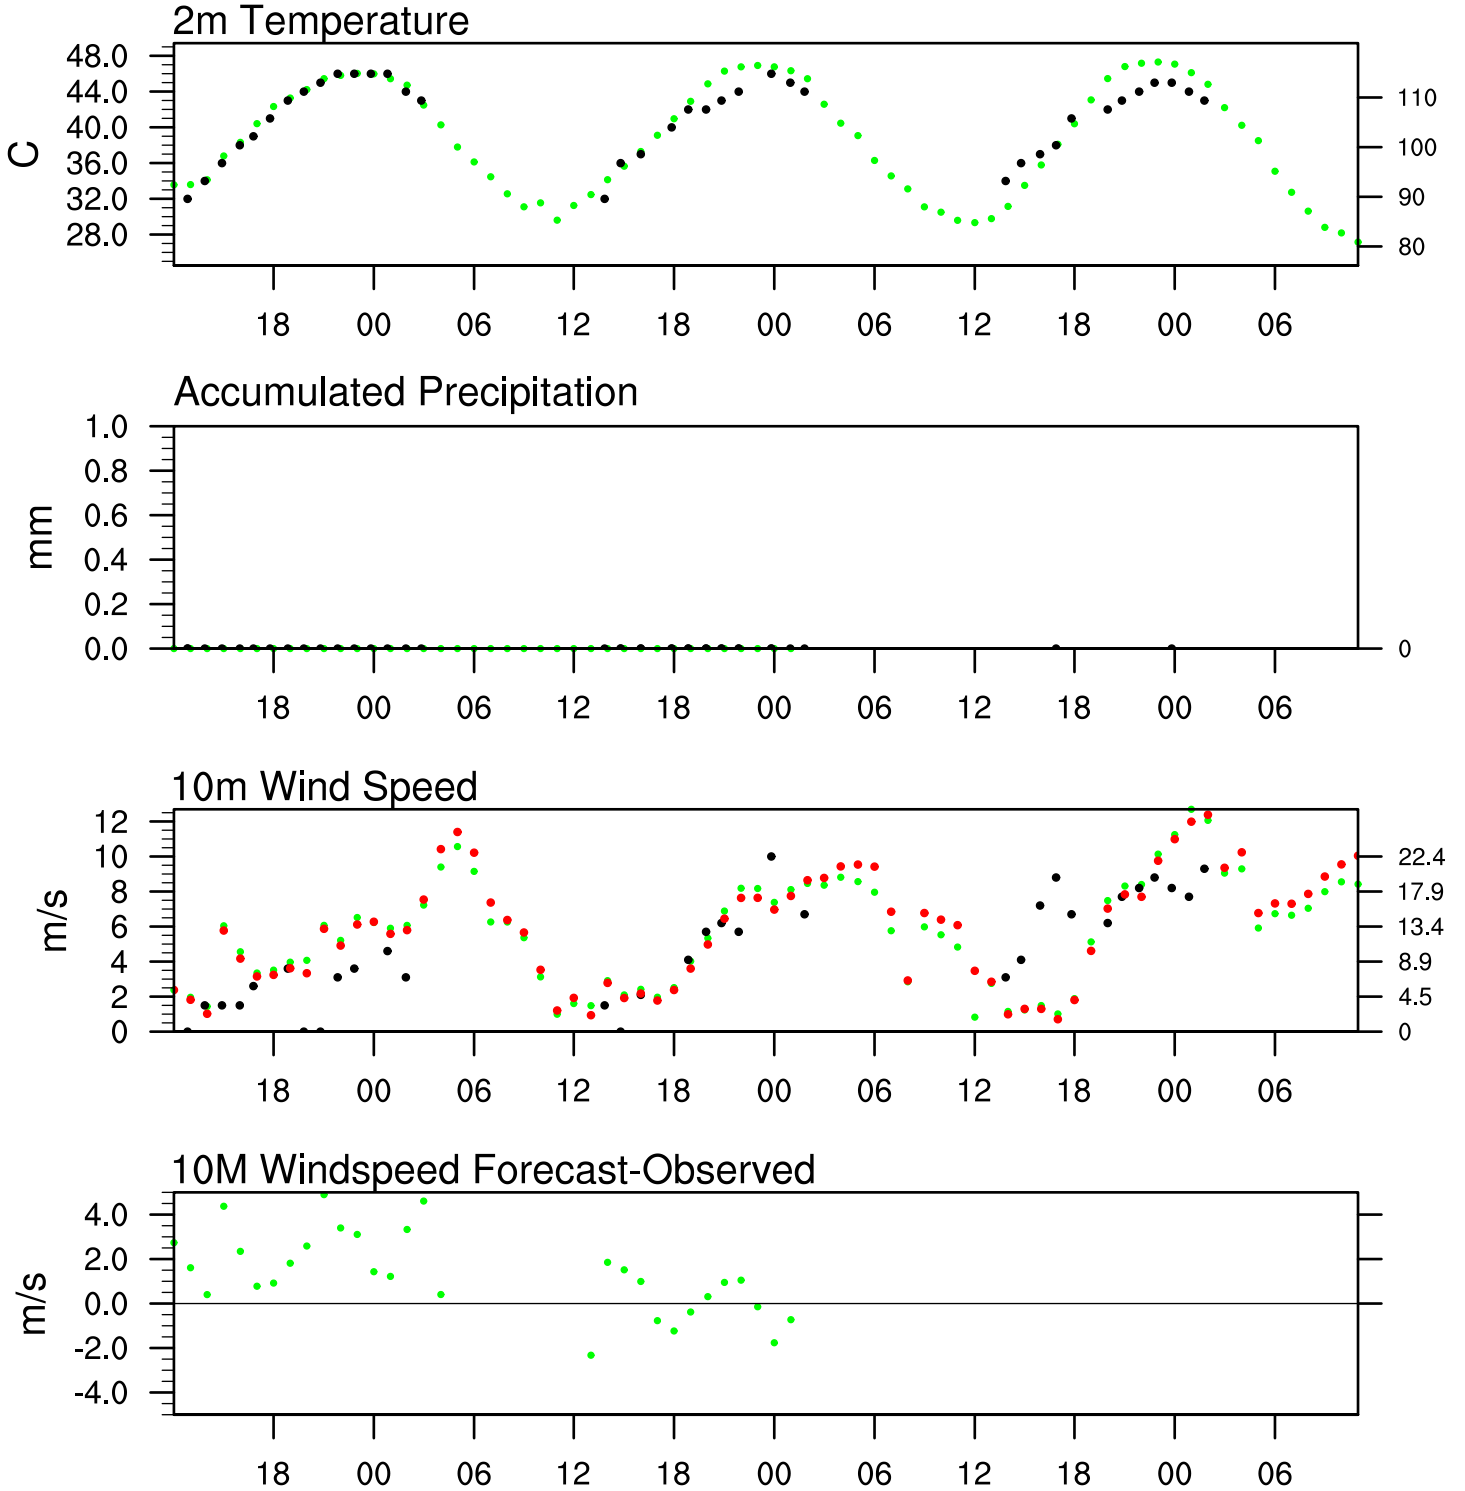 2m Temperature
48.0
44.0
40.0
36.0
32.0
28.0
C
110
100
90
80
18 00 06 12 18 00 06 12 18 00 06
Accumulated Precipitation
1.0
0.8
0.6
0.4
0.2
0.0
mm
0
18 00 06 12 18 00 06 12 18 00 06
10m Wind Speed
12
10
8
6
4
2
0
m/s
22.4
17.9
13.4
8.9
4.5
0
18 00 06 12 18 00 06 12 18 00 06
10M Windspeed Forecast-Observed
4.0
2.0
0.0
-2.0
-4.0
m/s
18 00 06 12 18 00 06 12 18 00 06